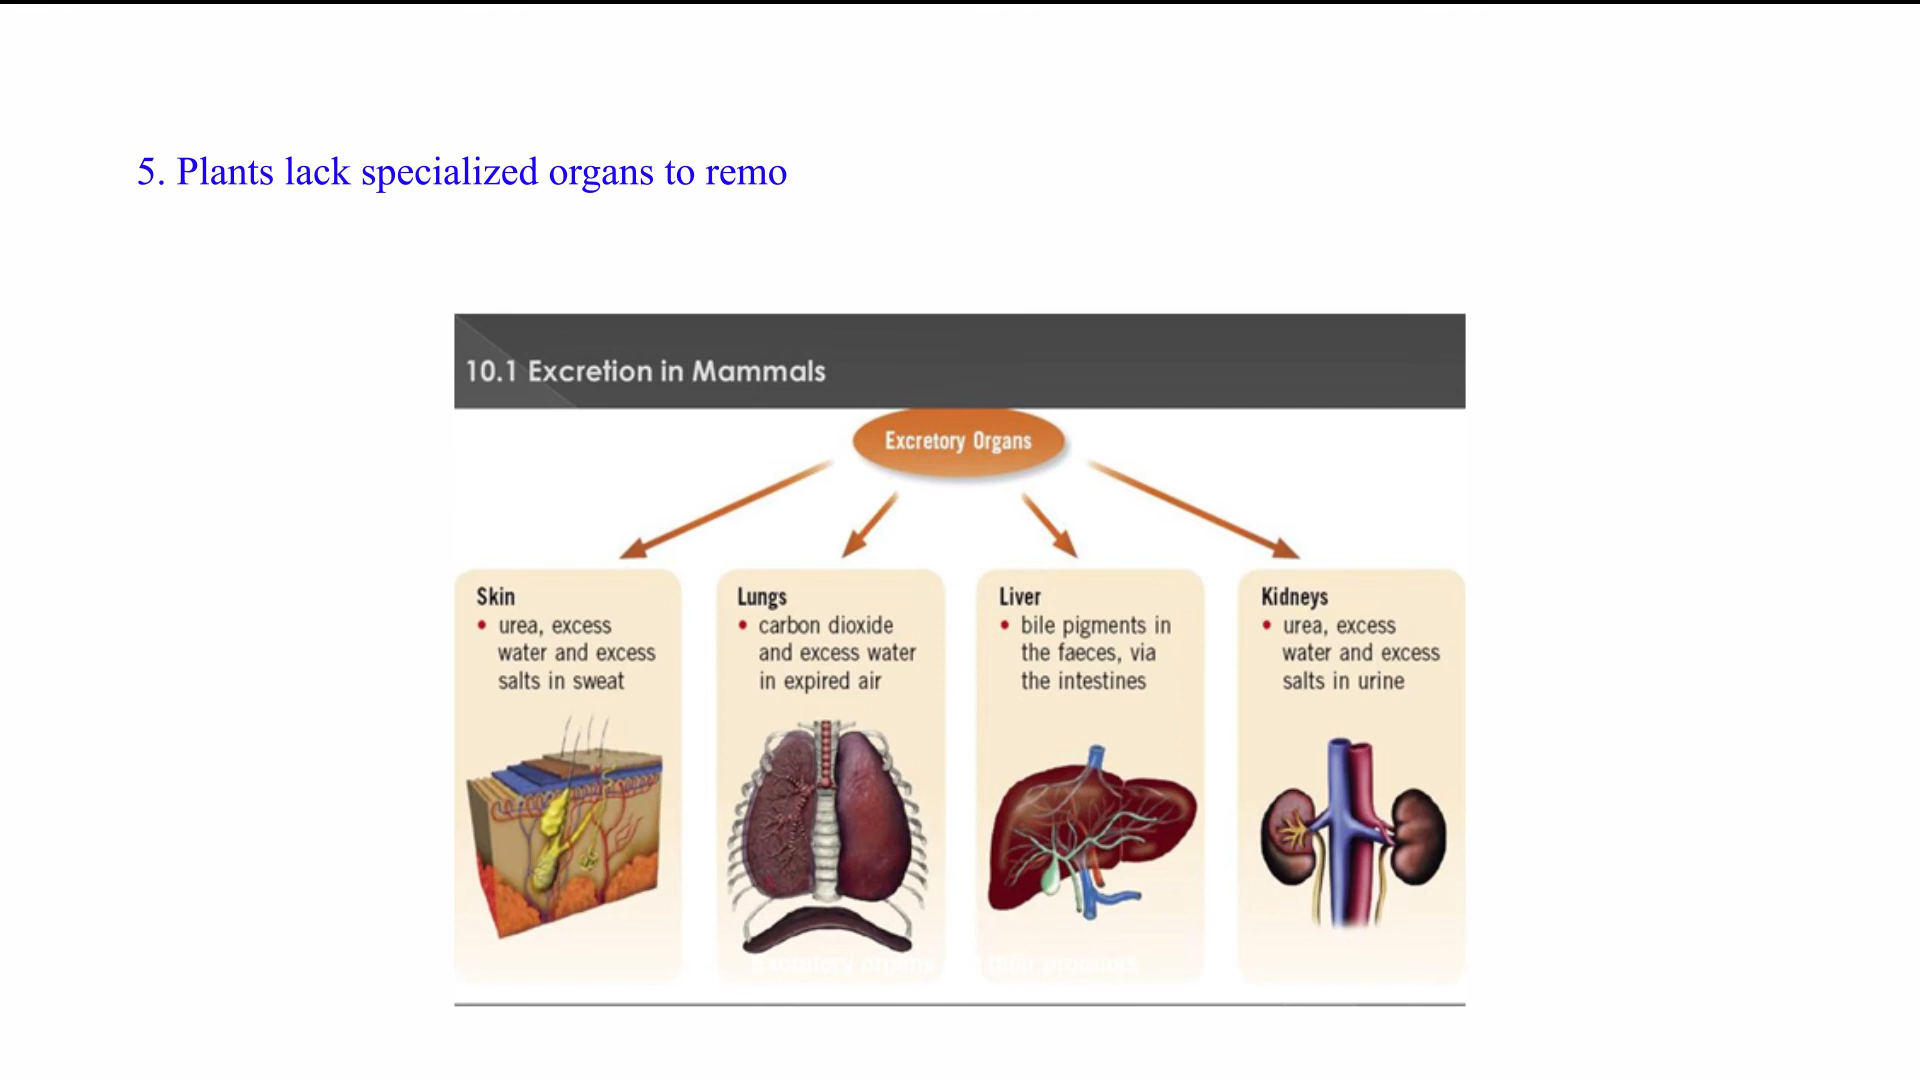 5. Plants lack specialized organs to remo
10.1 Excretion in Mammals
Excretory Organs
Skin
• urea, excess
water and excess
salts in sweat
Lungs
• carbon dioxide
and excess water
in expired air
Liver
• bile pigments in
the faeces, via
the intestines
Kidneys
• urea, excess
water and excess
salts in urine